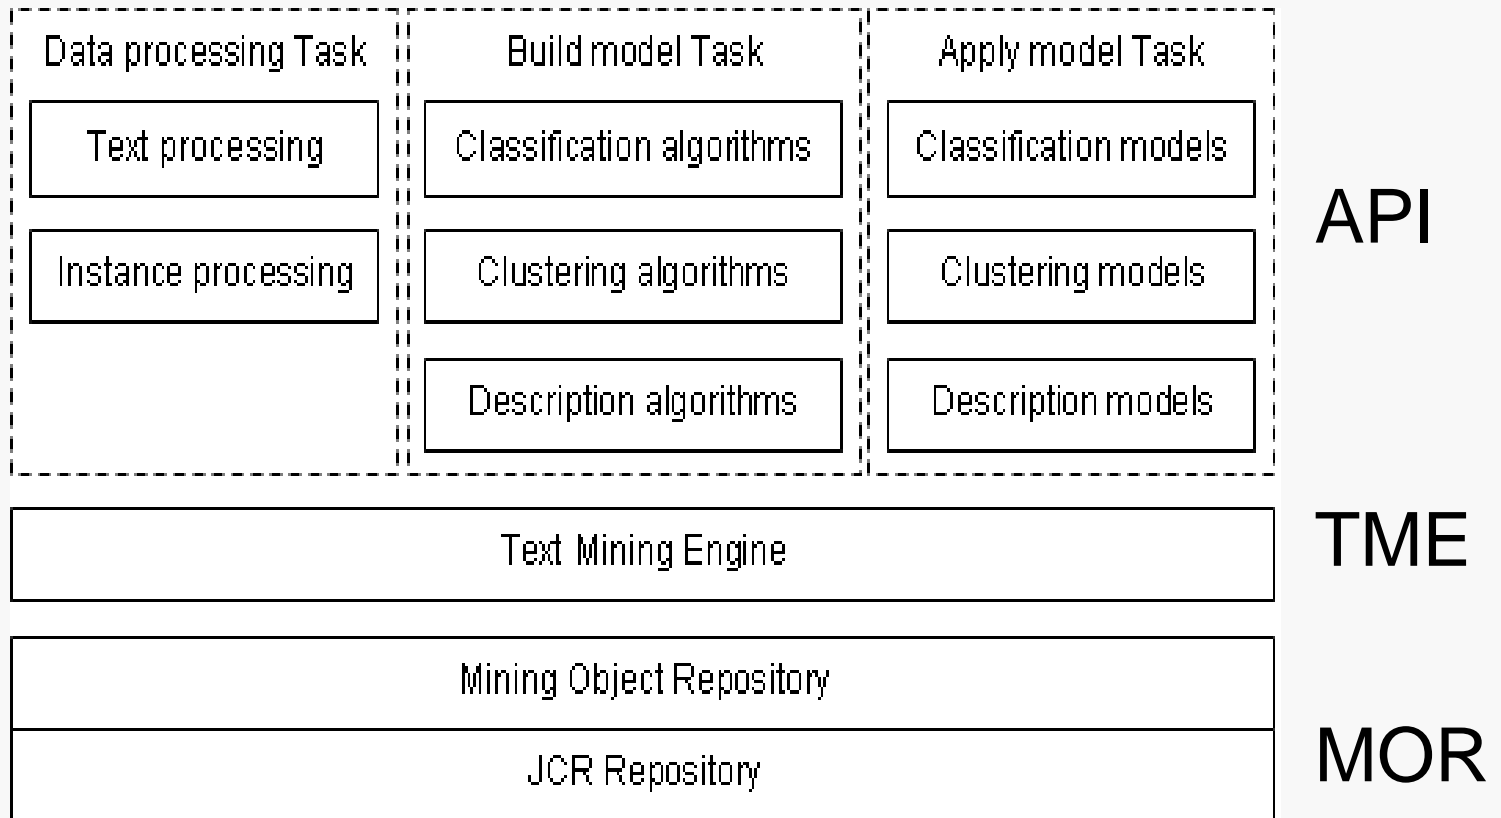 Data processing Task
Text processing
Instance processing
Build model Task
Classification algorithms
Clustering algorithms
Description algorithms
Apply model Task
Classification models
Clustering models
Description models
API
Text Mining Engine
TME
Mining Object Repository
JCR Repository
MOR